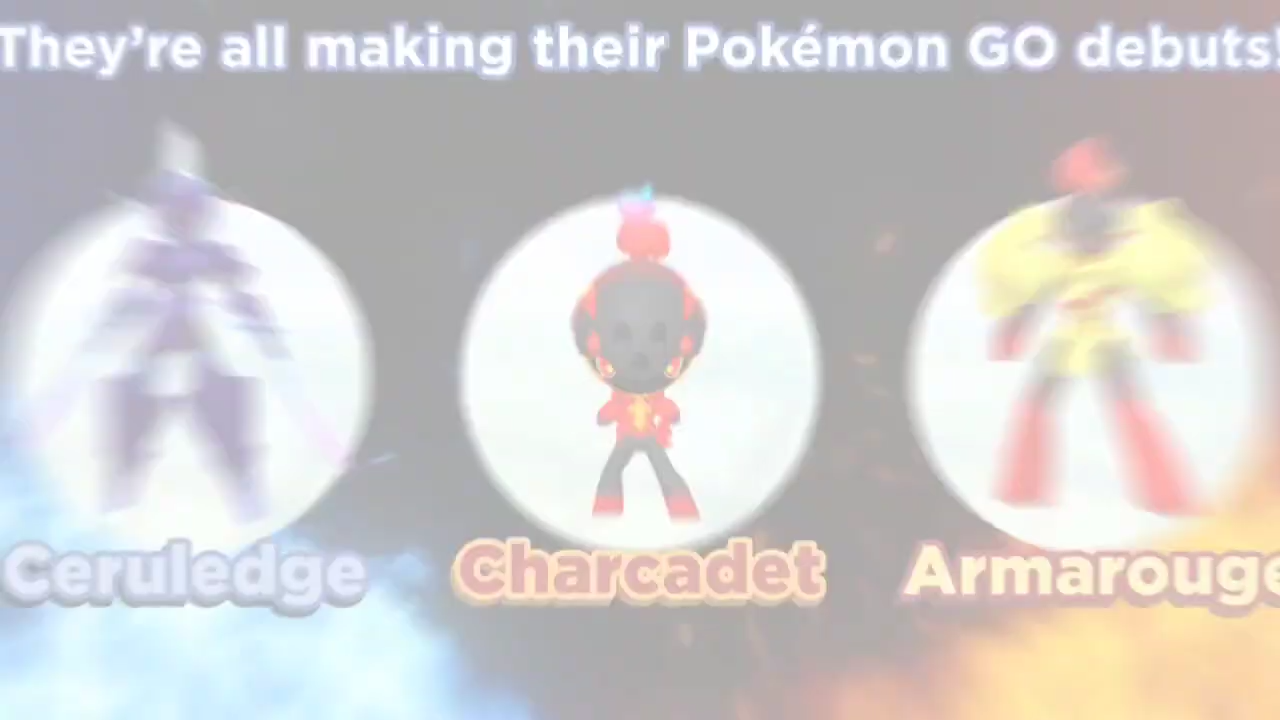 They're all making their Pokémon GO debuts!
Ceruledge
Charcadet
Armarouge